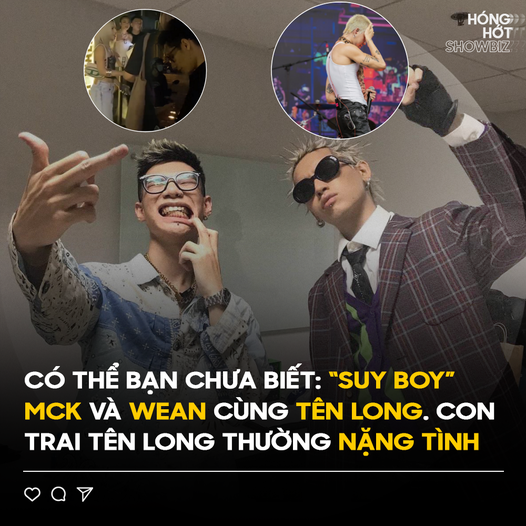 HÓNG
HỚT
SHOWBIZ
CÓ THỂ BẠN CHƯA BIẾT: “SUY BOY”
MCK VÀ WEAN CÙNG TÊN LONG. CON
TRAI TÊN LONG THƯỜNG NẶNG TÌNH